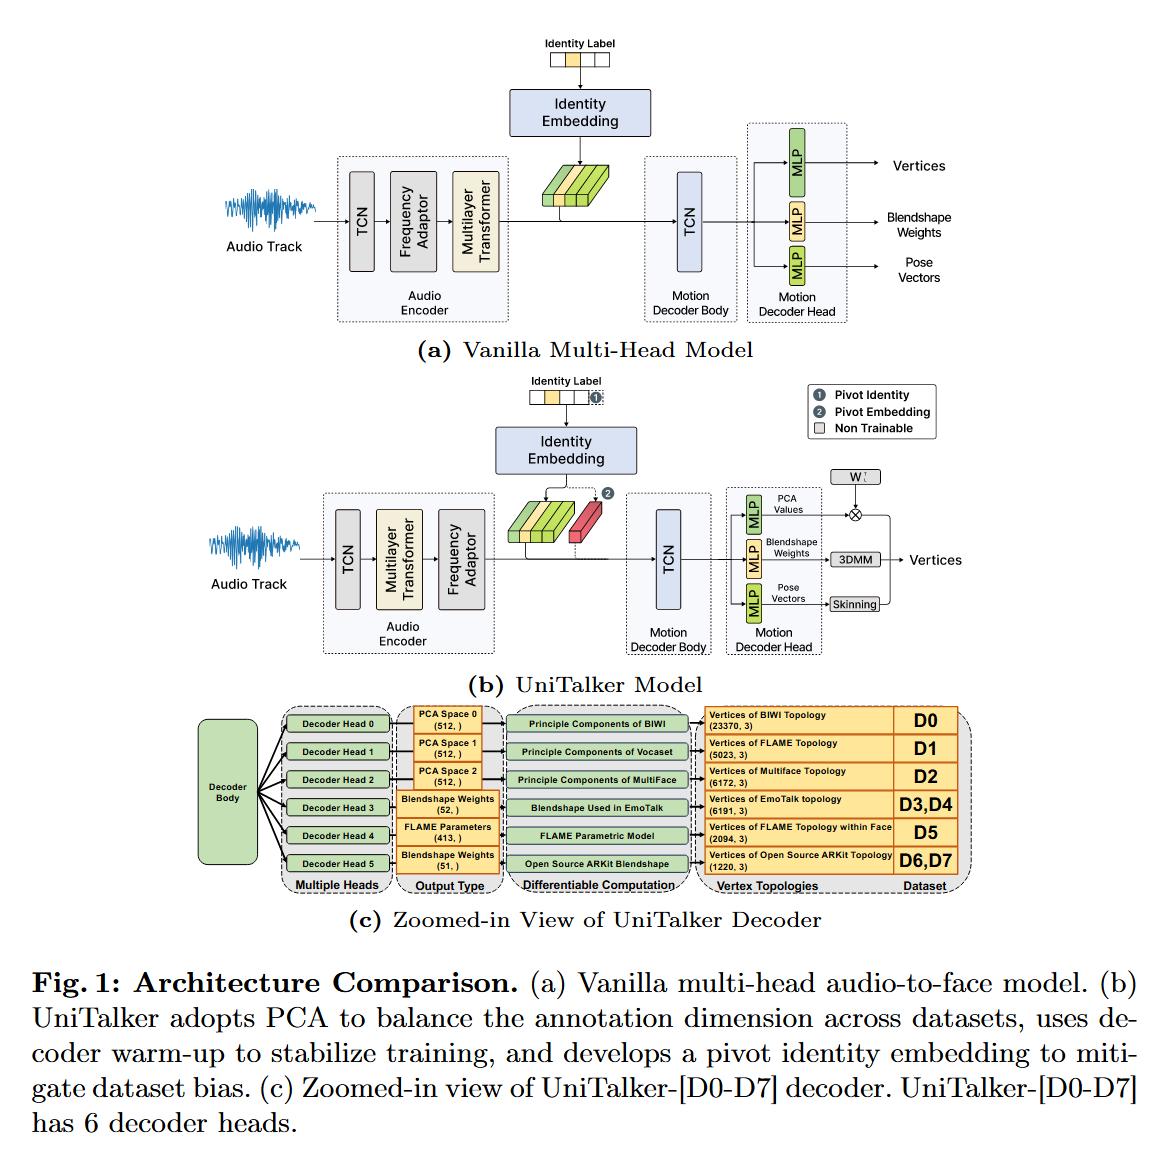 Identity Label
Identity
Embedding
TCN
Frequency
Adaptor
Multilayer
Transformer
Audio Track
Audio
Encoder
TCN
Motion
Decoder Body
MLP
MLP
MLP
Motion
Decoder Head
Vertices
Blendshape
Weights
Pose
Vectors
(a) Vanilla Multi-Head Model
Identity Label
1
Identity
Embedding
2
1 Pivot Identity
2 Pivot Embedding
Non Trainable
TCN
Multilayer
Transformer
Frequency
Adaptor
Audio Track
Audio
Encoder
TCN
Motion
Decoder Body
MLP
MLP
MLP
PCA
Values
Blendshape
Weights
Pose
Vectors
Motion
Decoder Head
W
3DMM
Skinning
Vertices
(b) UniTalker Model
Decoder
Body
Decoder Head 0
Decoder Head 1
Decoder Head 2
Decoder Head 3
Decoder Head 4
Decoder Head 5
Multiple Heads
PCA Space 0
(512, )
PCA Space 1
(512, )
PCA Space 2
(512, )
Blendshape Weights
(52, )
FLAME Parameters
(413, )
Blendshape Weights
(51, )
Output Type
Principle Components of BIWI
Principle Components of Vocaset
Principle Components of MultiFace
Blendshape Used in EmoTalk
FLAME Parametric Model
Open Source ARKit Blendshape
Differentiable Computation
Vertices of BIWI Topology
(23370, 3)
Vertices of FLAME Topology
(5023, 3)
Vertices of Multiface Topology
(6172, 3)
Vertices of EmoTalk topology
(6191, 3)
Vertices of FLAME Topology within Face
(2094, 3)
Vertices of Open Source ARKit Topology
(1220, 3)
Vertex Topologies
D0
D1
D2
D3,D4
D5
D6,D7
Dataset
(c) Zoomed-in View of UniTalker Decoder
Fig. 1: Architecture Comparison. (a) Vanilla multi-head audio-to-face model. (b)
UniTalker adopts PCA to balance the annotation dimension across datasets, uses de-
coder warm-up to stabilize training, and develops a pivot identity embedding to miti-
gate dataset bias. (c) Zoomed-in view of UniTalker-[D0-D7] decoder. UniTalker-[D0-D7]
has 6 decoder heads.